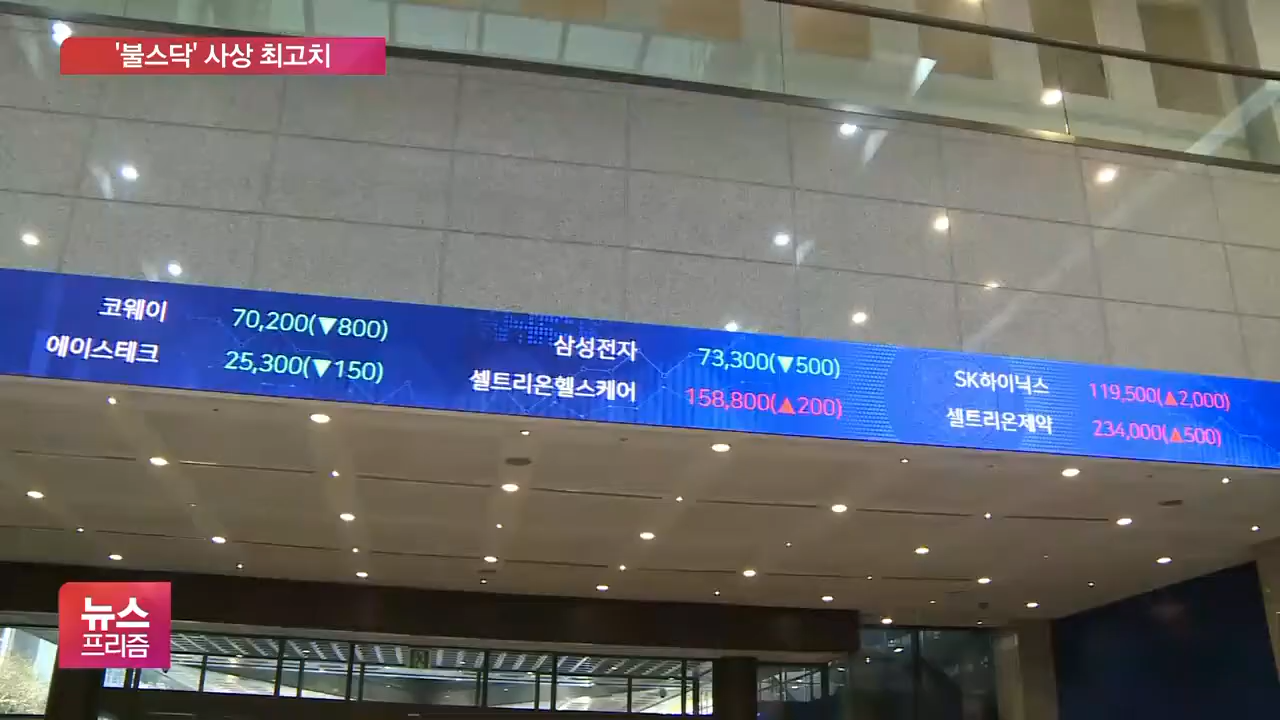 '불스닥' 사상 최고치
코웨이 70,200(▼800)
에이스테크 25,300(▼150)
삼성전자 73,300(▼500)
셀트리온헬스케어 158,800(▲200)
SK하이닉스 119,500(▲2,000)
셀트리온제약 234,000(▲500)
뉴스
프리즘